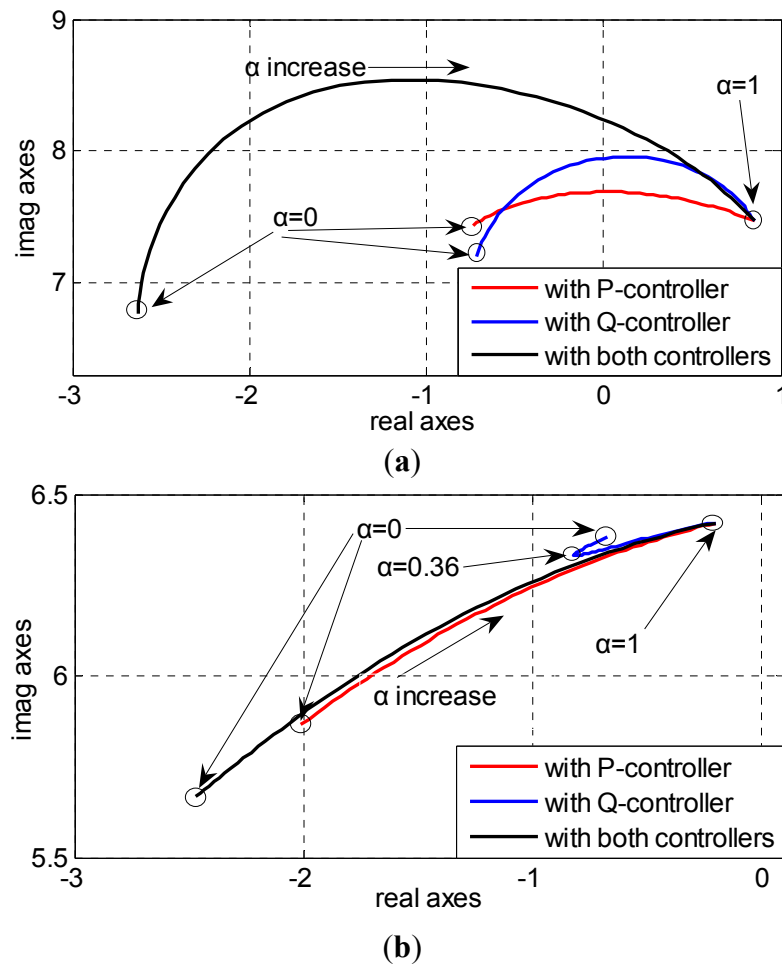 9
α increase
α=1
8
imag axes
α=0
7
with P-controller
with Q-controller
with both controllers
-3 -2 -1 0 1
real axes
(a)
6.5
α=0
α=0.36
imag axes
6
α=1
α increase
with P-controller
with Q-controller
with both controllers
5.5
-3 -2 -1 0
real axes
(b)